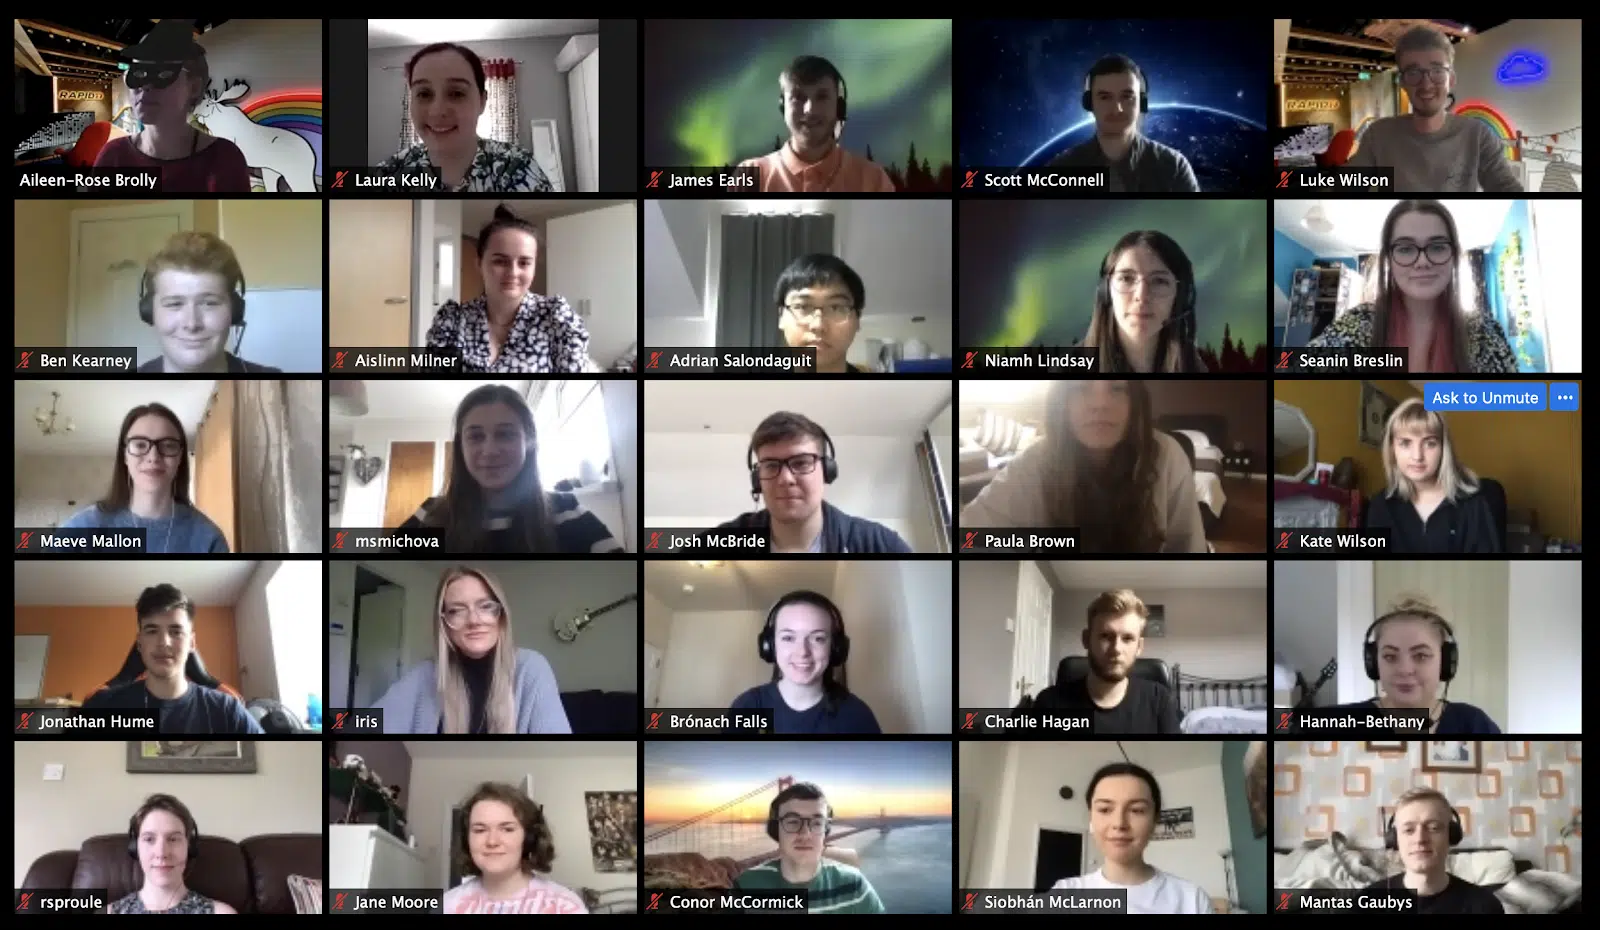 RAPID7
Aileen-Rose Brolly
Laura Kelly
James Earls
Scott McConnell
RAPID7
Luke Wilson
Ben Kearney
Aislinn Milner
Adrian Salondaguit
Niamh Lindsay
Seanin Breslin
Maeve Mallon
msmichova
Josh McBride
Paula Brown
Ask to Unmute
Kate Wilson
Jonathan Hume
iris
Brónach Falls
Charlie Hagan
Hannah-Bethany
rsproule
Jane Moore
Conor McCormick
Siobhán McLarnon
Mantas Gaubys